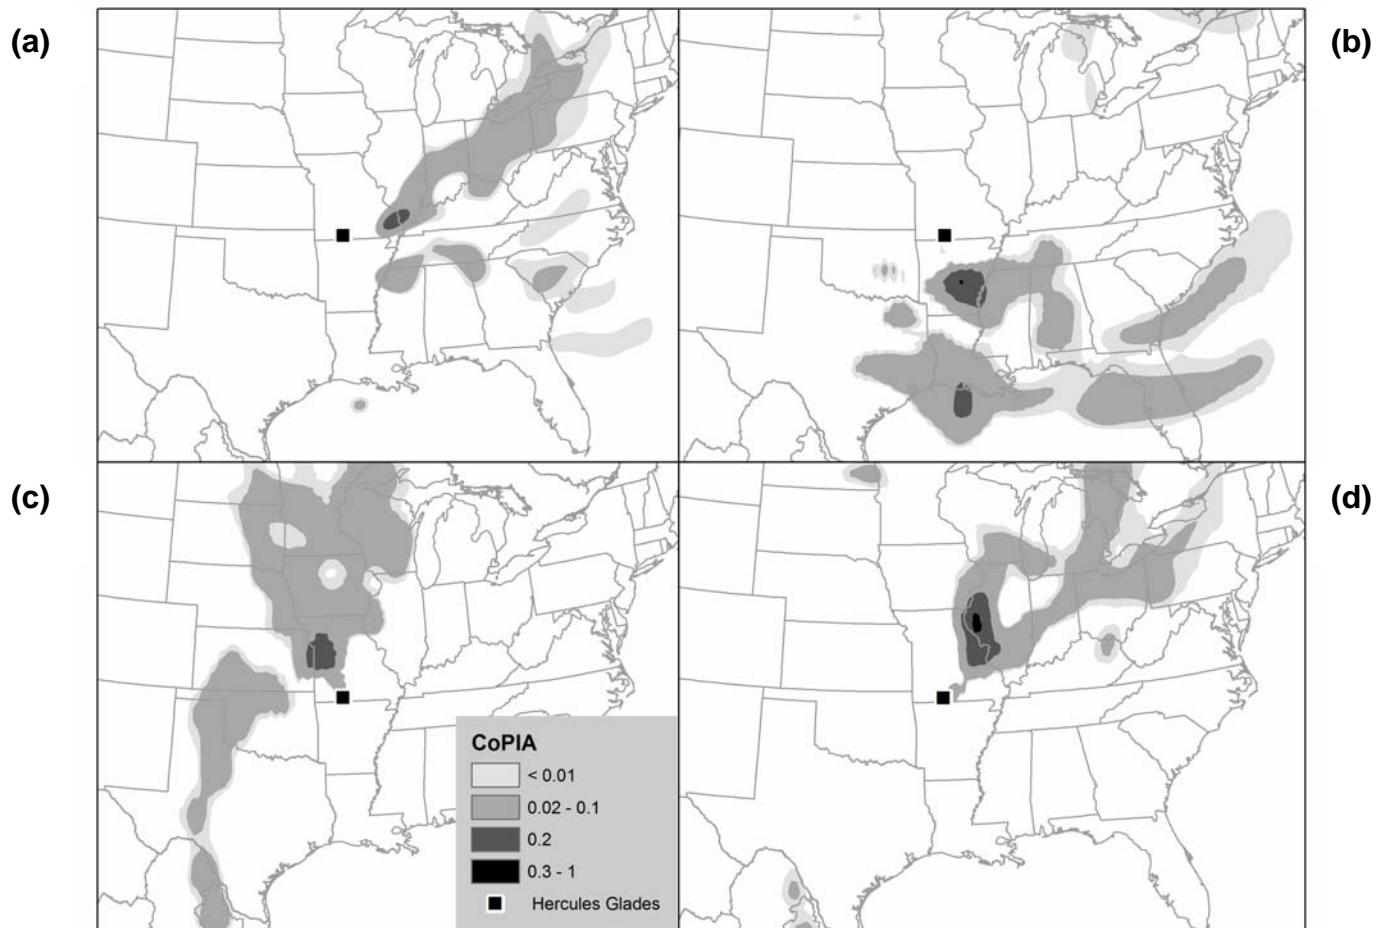 (a)
(b)
(c)
(d)
CoPIA
< 0.01
0.02 - 0.1
0.2
0.3 - 1
Hercules Glades